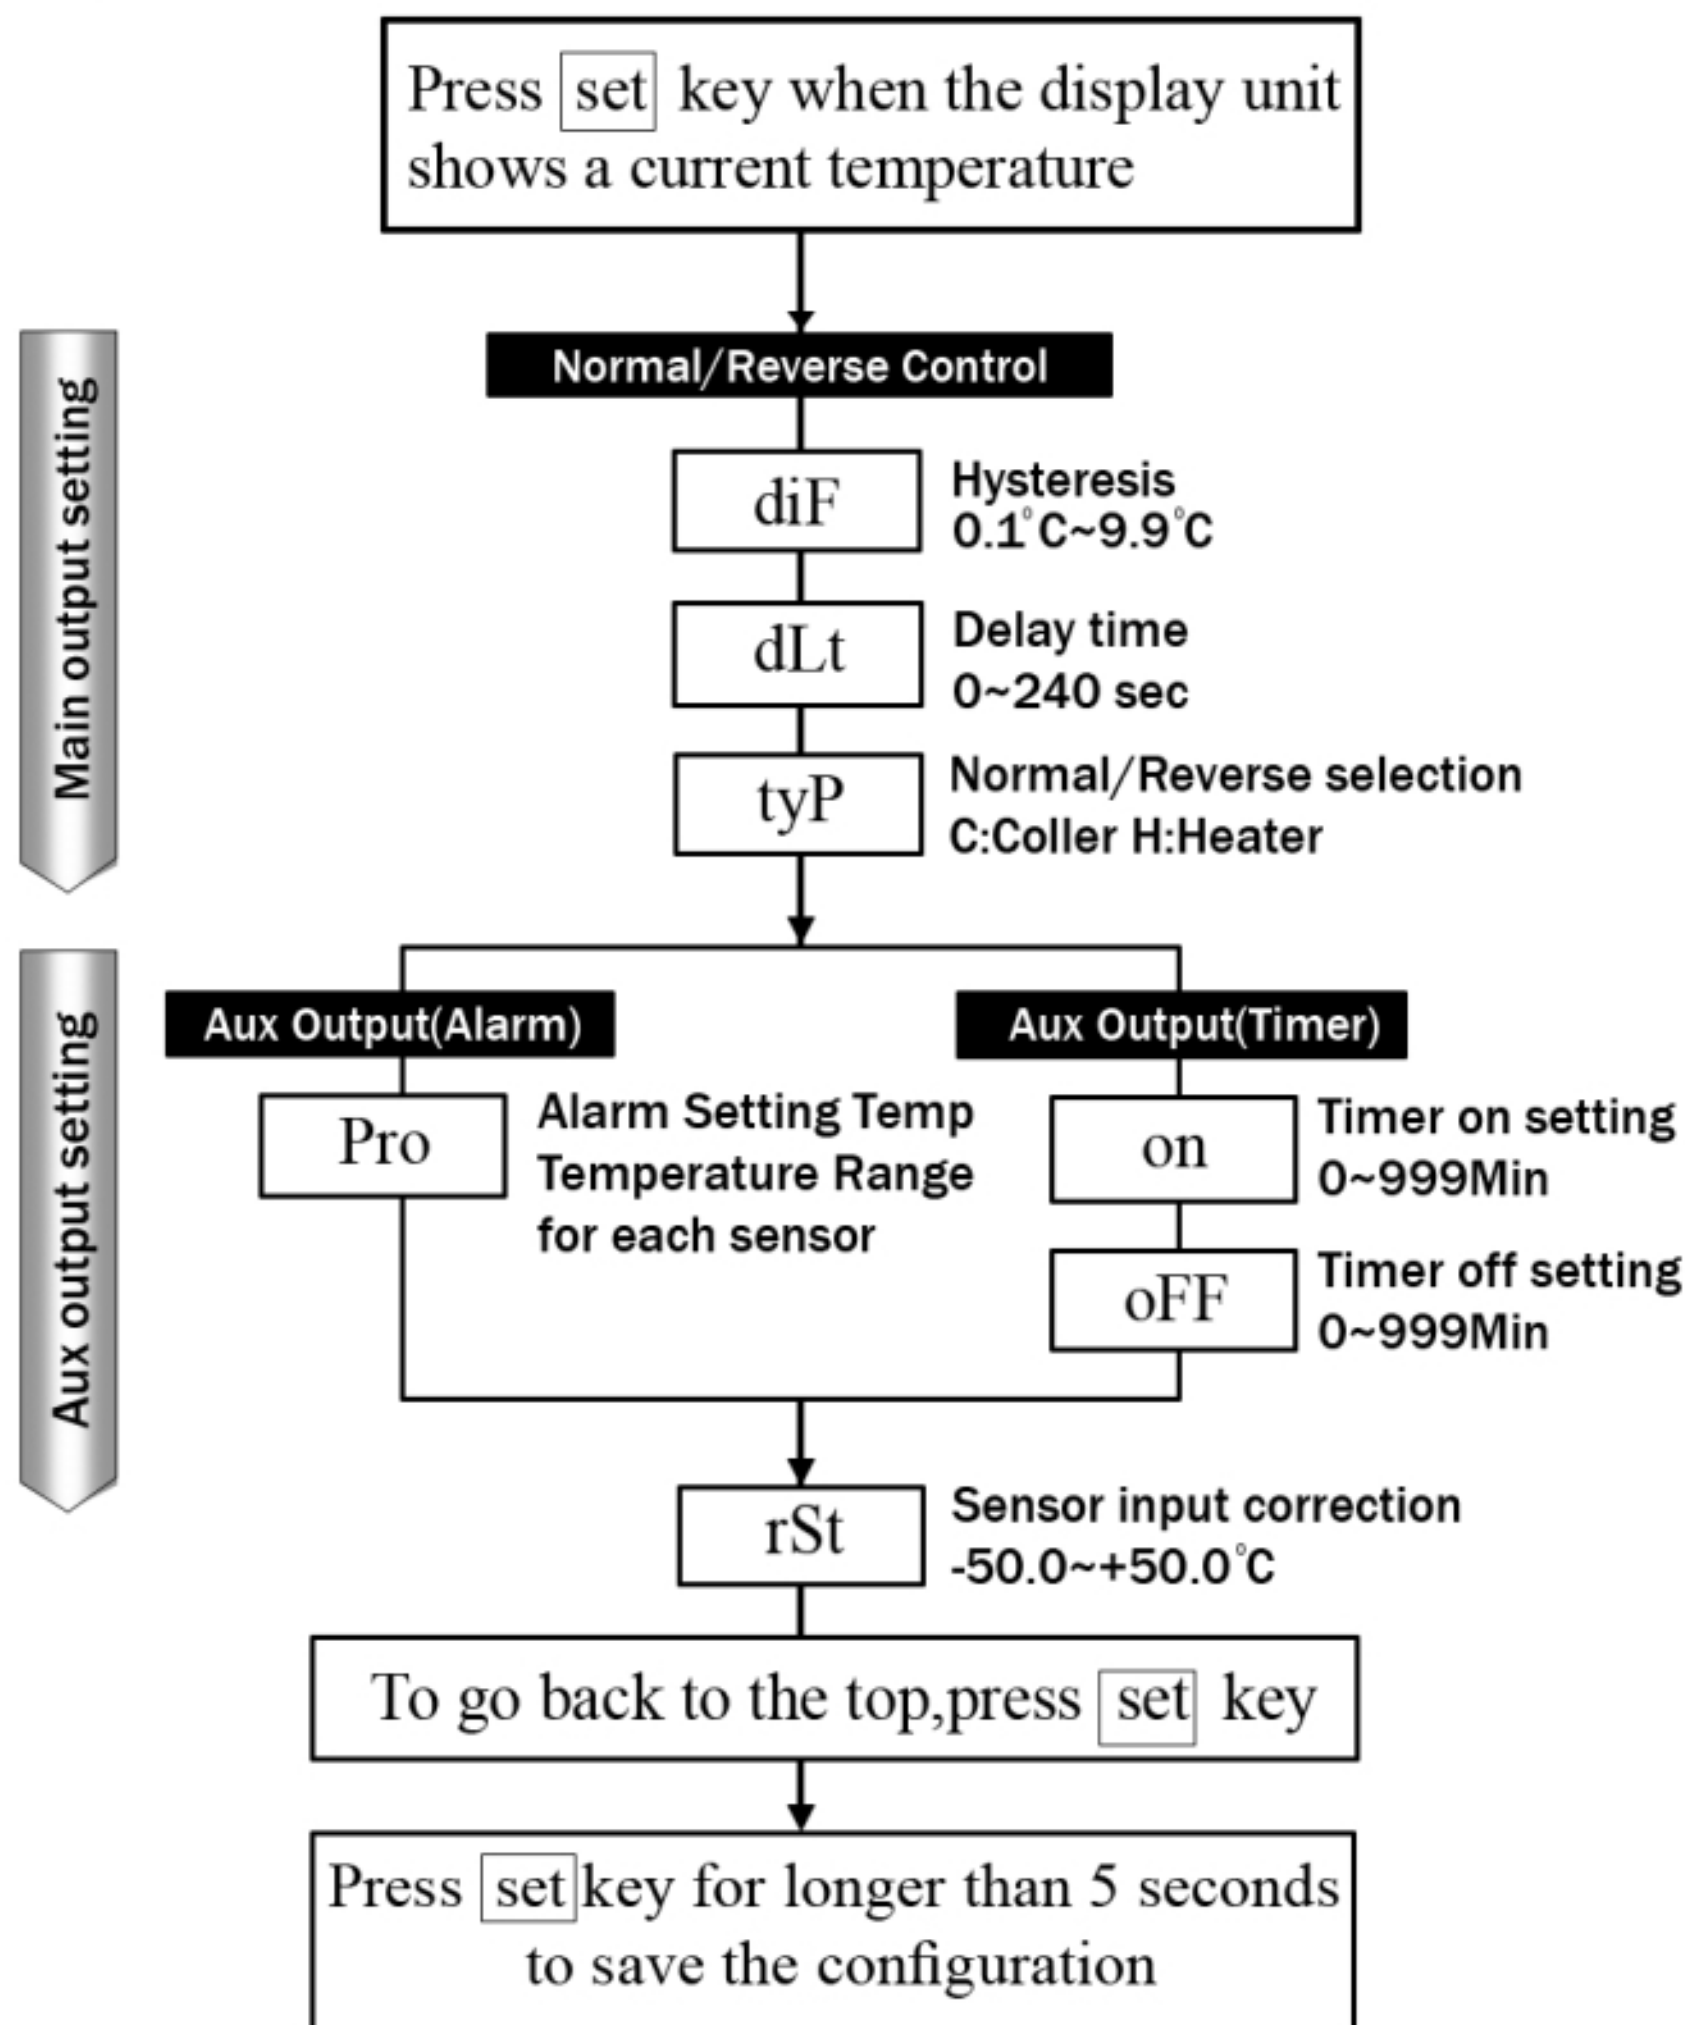 Press set key when the display unit
shows a current temperature
Main output setting
Normal/Reverse Control
diF
Hysteresis
0.1°C~9.9°C
dLt
Delay time
0~240 sec
tyP
Normal/Reverse selection
C:Coller H:Heater
Aux output setting
Aux Output(Alarm)
Pro
Alarm Setting Temp
Temperature Range
for each sensor
Aux Output(Timer)
on
Timer on setting
0~999Min
oFF
Timer off setting
0~999Min
rSt
Sensor input correction
-50.0~+50.0°C
To go back to the top,press set key
Press set key for longer than 5 seconds
to save the configuration